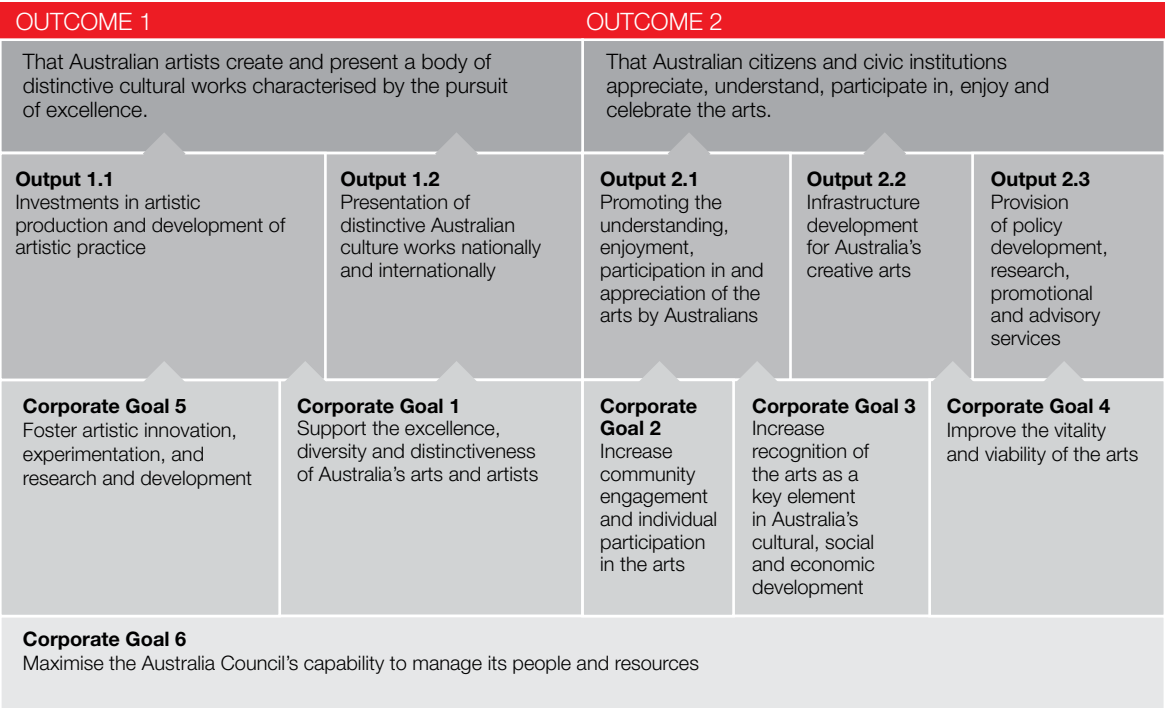 OUTCOME 1
OUTCOME 2
That Australian artists create and present a body of
distinctive cultural works characterised by the pursuit
of excellence.
That Australian citizens and civic institutions
appreciate, understand, participate in, enjoy and
celebrate the arts.
Output 1.1
Investments in artistic
production and development of
artistic practice
Output 1.2
Presentation of
distinctive Australian
culture works nationally
and internationally
Output 2.1
Promoting the
understanding,
enjoyment,
participation in and
appreciation of the
arts by Australians
Output 2.2
Infrastructure
development
for Australia’s
creative arts
Output 2.3
Provision
of policy
development,
research,
promotional
and advisory
services
Corporate Goal 5
Foster artistic innovation,
experimentation, and
research and development
Corporate Goal 1
Support the excellence,
diversity and distinctiveness
of Australia’s arts and artists
Corporate
Goal 2
Increase
community
engagement
and individual
participation
in the arts
Corporate Goal 3
Increase
recognition of
the arts as a
key element
in Australia’s
cultural, social
and economic
development
Corporate Goal 4
Improve the vitality
and viability of the arts
Corporate Goal 6
Maximise the Australia Council’s capability to manage its people and resources